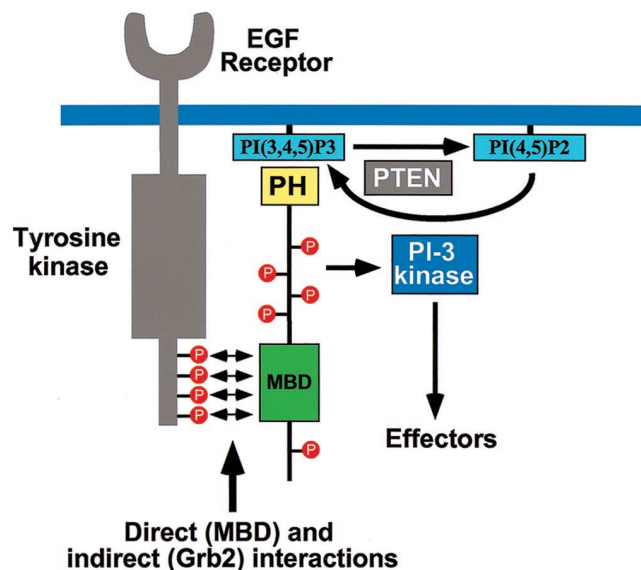 EGF
Receptor
PI(3,4,5)P3
PI(4,5)P2
PTEN
PH
Tyrosine
kinase
P
PI-3
kinase
P
P
P
P
P
P
P
MBD
P
Effectors
Direct (MBD) and
indirect (Grb2) interactions